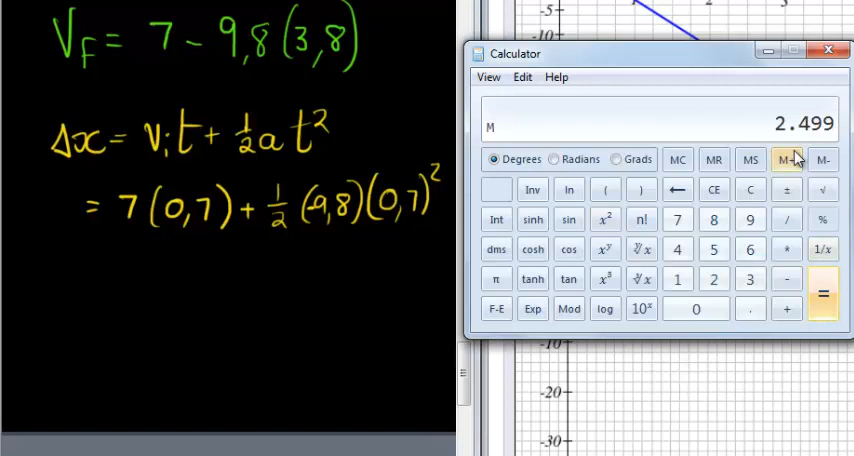 V_F = 7 - 9,8 (3,8)
Δx = v_i t + 1/2 a t²
= 7 (0,7) + 1/2 (-9,8) (0,7)²
-5
-10
Calculator
View Edit Help
M 2.499
Degrees Radians Grads MC MR MS M+ M-
Inv ln ( ) ← CE C ± √
Int sinh sin x² n! 7 8 9 / %
dms cosh cos xʸ ʸ√x 4 5 6 * 1/x
π tanh tan x³ ³√x 1 2 3 - =
F-E Exp Mod log 10ˣ 0 . +
-10
-20
-30